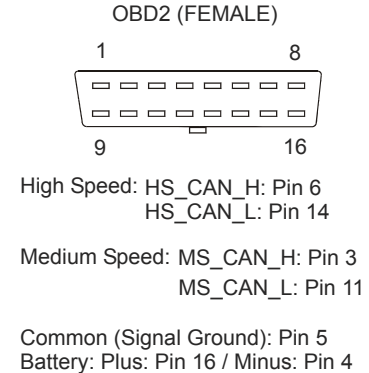 OBD2 (FEMALE)
1 8
9 16
High Speed: HS_CAN_H: Pin 6
HS_CAN_L: Pin 14
Medium Speed: MS_CAN_H: Pin 3
MS_CAN_L: Pin 11
Common (Signal Ground): Pin 5
Battery: Plus: Pin 16 / Minus: Pin 4